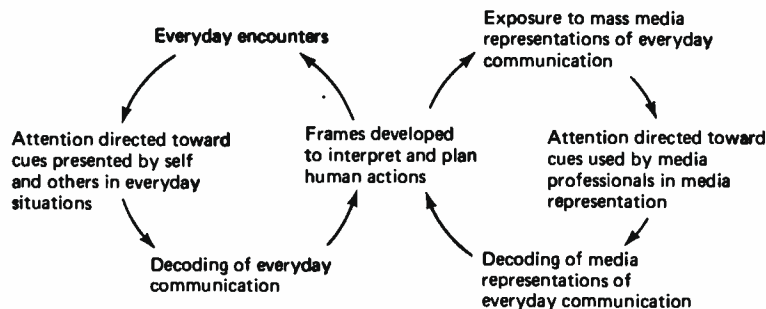 Everyday encounters
Exposure to mass media
representations of everyday
communication
Attention directed toward
cues presented by self
and others in everyday
situations
Frames developed
to interpret and plan
human actions
Attention directed toward
cues used by media
professionals in media
representation
Decoding of everyday
communication
Decoding of media
representations of
everyday communication